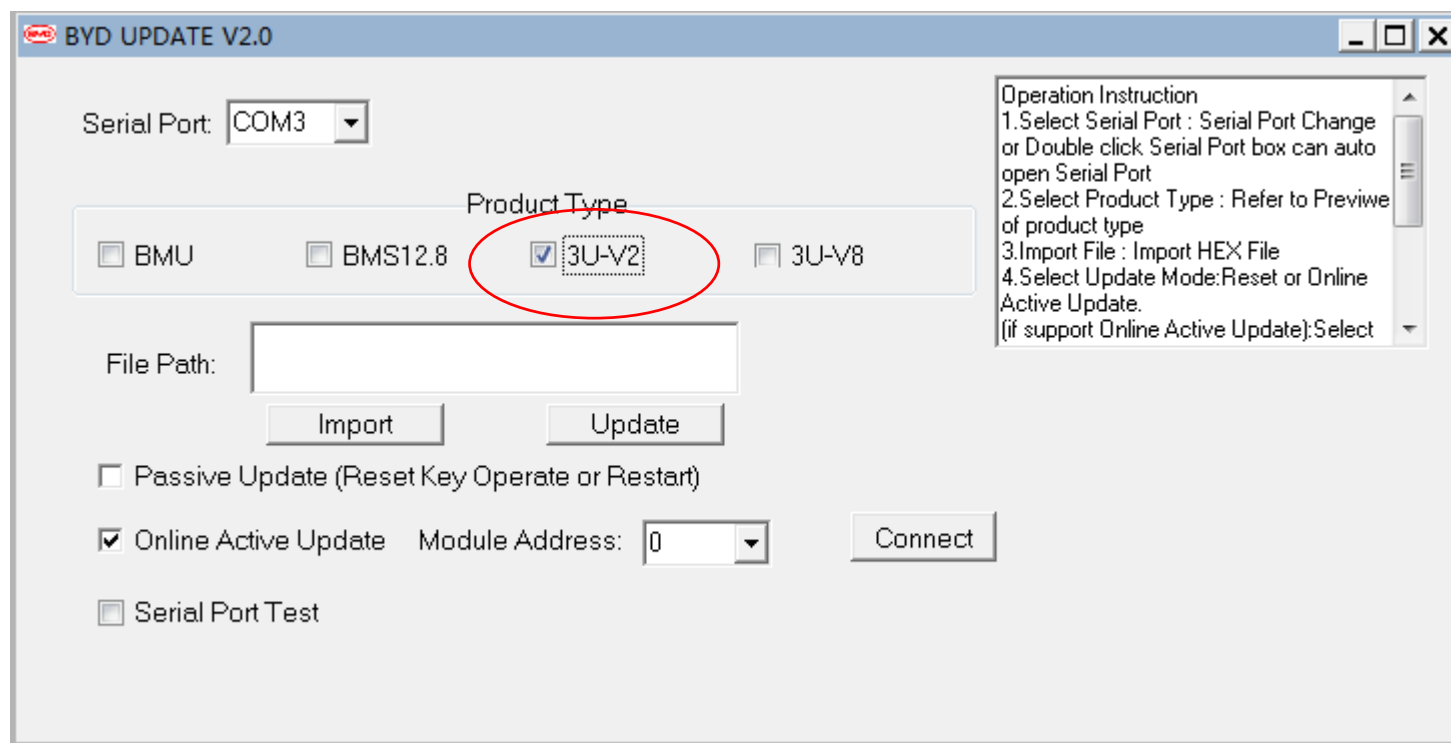 BYD UPDATE V2.0
Serial Port: COM3
Product Type
BMU
BMS12.8
3U-V2
3U-V8
File Path:
Import
Update
Passive Update (Reset Key Operate or Restart)
Online Active Update
Module Address: 0
Connect
Serial Port Test
Operation Instruction
1.Select Serial Port : Serial Port Change
or Double click Serial Port box can auto
open Serial Port
2.Select Product Type : Refer to Previwe
of product type
3.Import File : Import HEX File
4.Select Update Mode:Reset or Online
Active Update.
(if support Online Active Update):Select